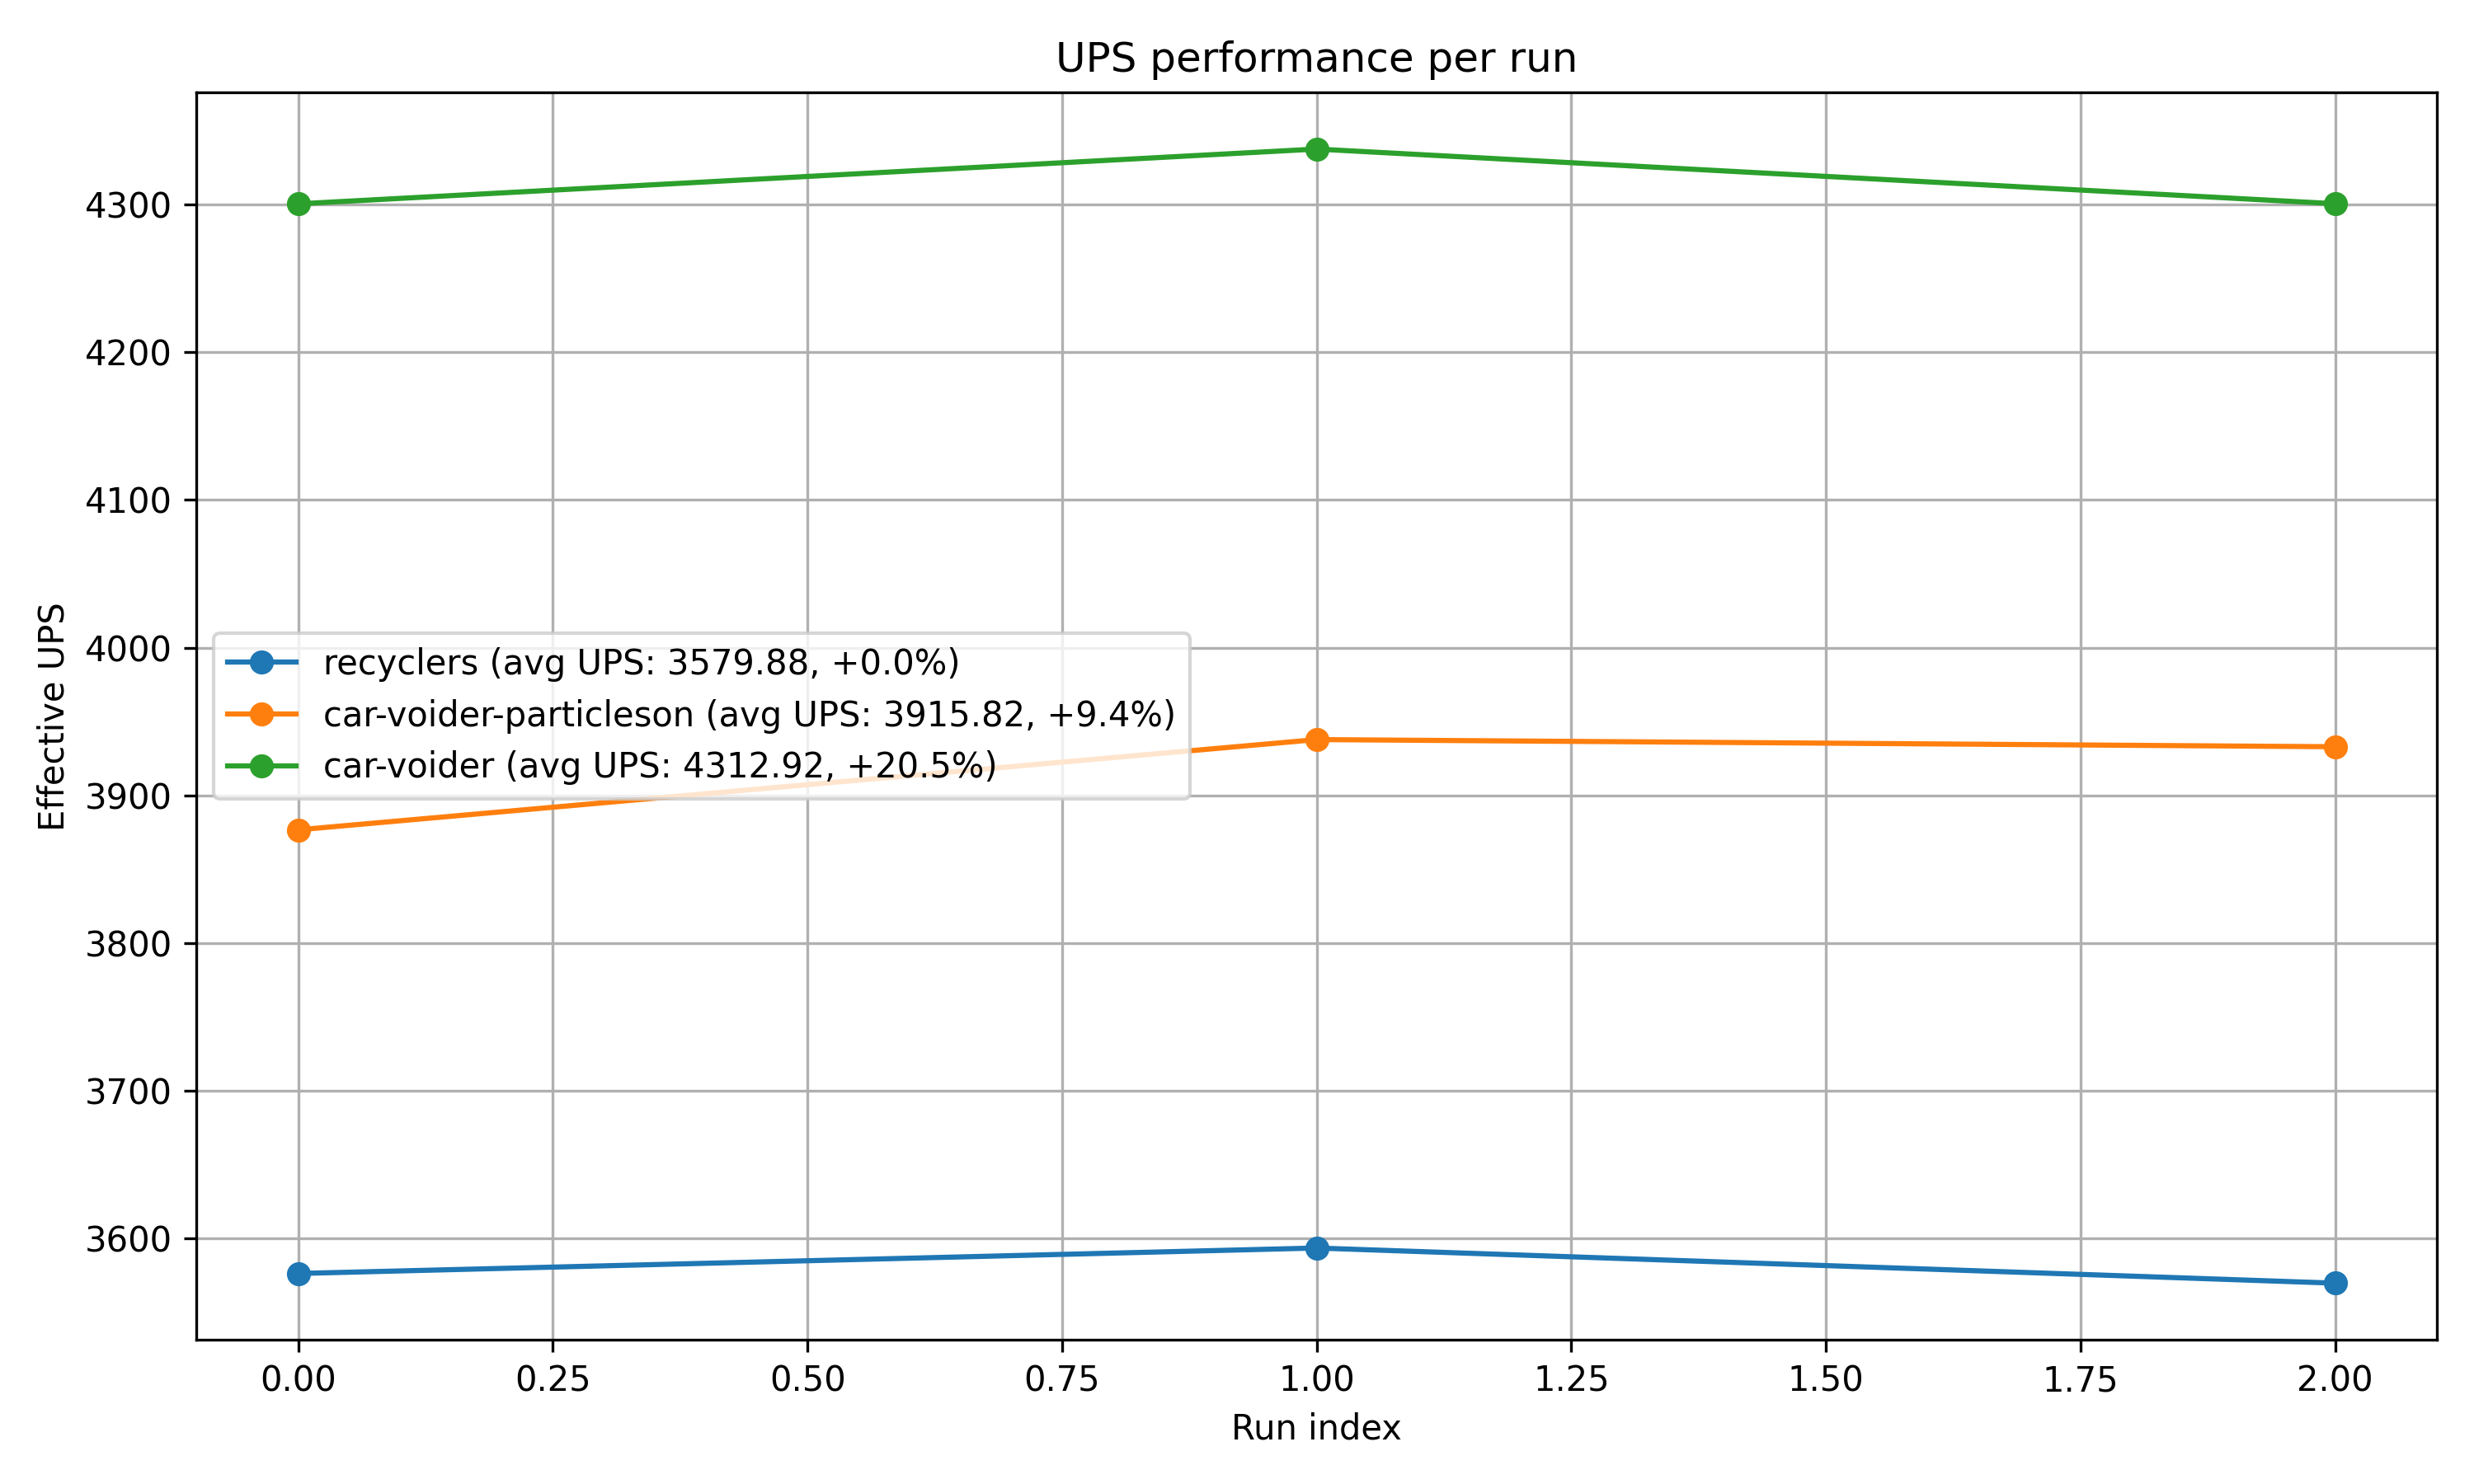 UPS performance per run
Effective UPS
4300
4200
4100
4000
3900
3800
3700
3600
recyclers (avg UPS: 3579.88, +0.0%)
car-voider-particleson (avg UPS: 3915.82, +9.4%)
car-voider (avg UPS: 4312.92, +20.5%)
0.00 0.25 0.50 0.75 1.00 1.25 1.50 1.75 2.00
Run index